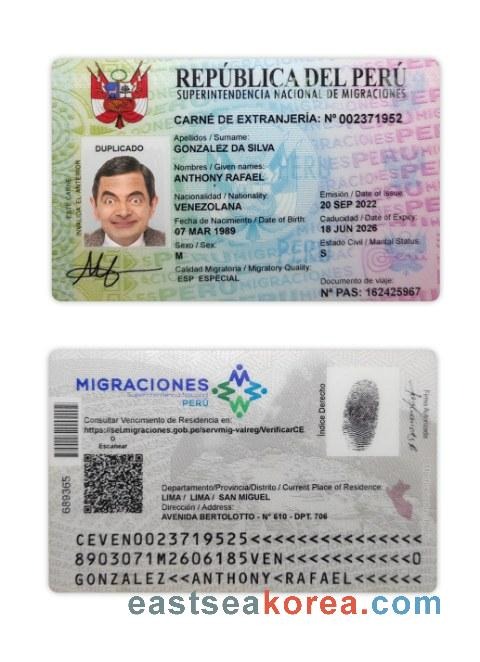 REPÚBLICA DEL PERÚ
SUPERINTENDENCIA NACIONAL DE MIGRACIONES
CARNÉ DE EXTRANJERÍA: N° 002371952
DUPLICADO
ESTE CARNÉ
INVALIDA EL ANTERIOR
Apellidos / Surname:
GONZALEZ DA SILVA
Nombres / Given names:
ANTHONY RAFAEL
Nacionalidad / Nationality:
VENEZOLANA
Emisión / Date of Issue:
20 SEP 2022
Fecha de Nacimiento / Date of Birth:
07 MAR 1989
Caducidad / Date of Expiry:
18 JUN 2026
Sexo / Sex:
M
Estado Civil / Marital Status:
S
Calidad Migratoria / Migratory Quality:
ESP ESPECIAL
Documento de viaje:
N° PAS: 162425967
MIGRACIONES
Superintendencia Nacional
PERÚ
Consultar Vencimiento de Residencia en:
https://sel.migraciones.gob.pe/servmig-valreg/VerificarCE
O
Escanear
689365
Índice Derecho
Firma Autorizada
Departamento/Provincia/Distrito / Current Place of Residence:
LIMA / LIMA / SAN MIGUEL
Dirección / Address:
AVENIDA BERTOLOTTO - N° 610 - DPT. 706
CEVEN0023719525<<<<<<<<<<<<<<<
8903071M2606185VEN<<<<<<<<<<<0
GONZALEZ<<ANTHONY<RAFAEL<<<<<<
eastseakorea.com